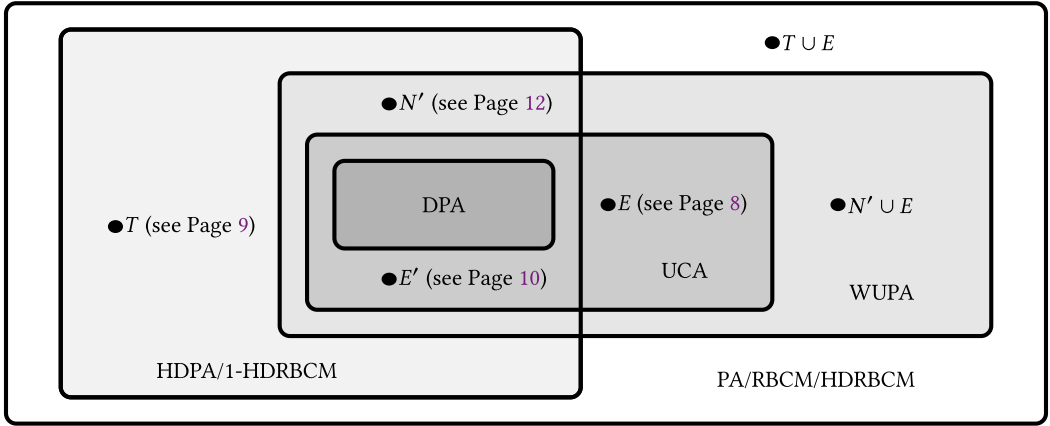 T ∪ E
N′ (see Page 12)
DPA
E (see Page 8)
N′ ∪ E
T (see Page 9)
E′ (see Page 10)
UCA
WUPA
HDPA/1-HDRBCM
PA/RBCM/HDRBCM